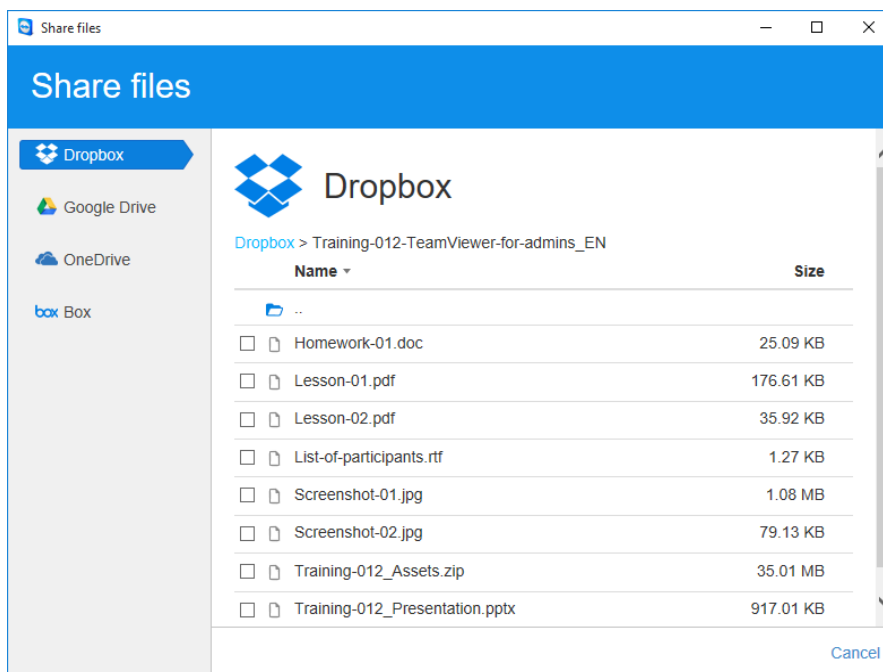 Share files
Share files
Dropbox
Google Drive
OneDrive
box Box
Dropbox
Dropbox > Training-012-TeamViewer-for-admins_EN
Name Size
..
Homework-01.doc 25.09 KB
Lesson-01.pdf 176.61 KB
Lesson-02.pdf 35.92 KB
List-of-participants.rtf 1.27 KB
Screenshot-01.jpg 1.08 MB
Screenshot-02.jpg 79.13 KB
Training-012_Assets.zip 35.01 MB
Training-012_Presentation.pptx 917.01 KB
Cancel